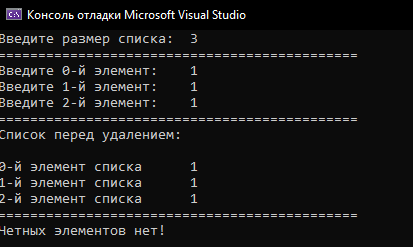 Консоль отладки Microsoft Visual Studio
Введите размер списка: 3
===========================================
Введите 0-й элемент: 1
Введите 1-й элемент: 1
Введите 2-й элемент: 1
===========================================
Список перед удалением:
0-й элемент списка 1
1-й элемент списка 1
2-й элемент списка 1
===========================================
Четных элементов нет!